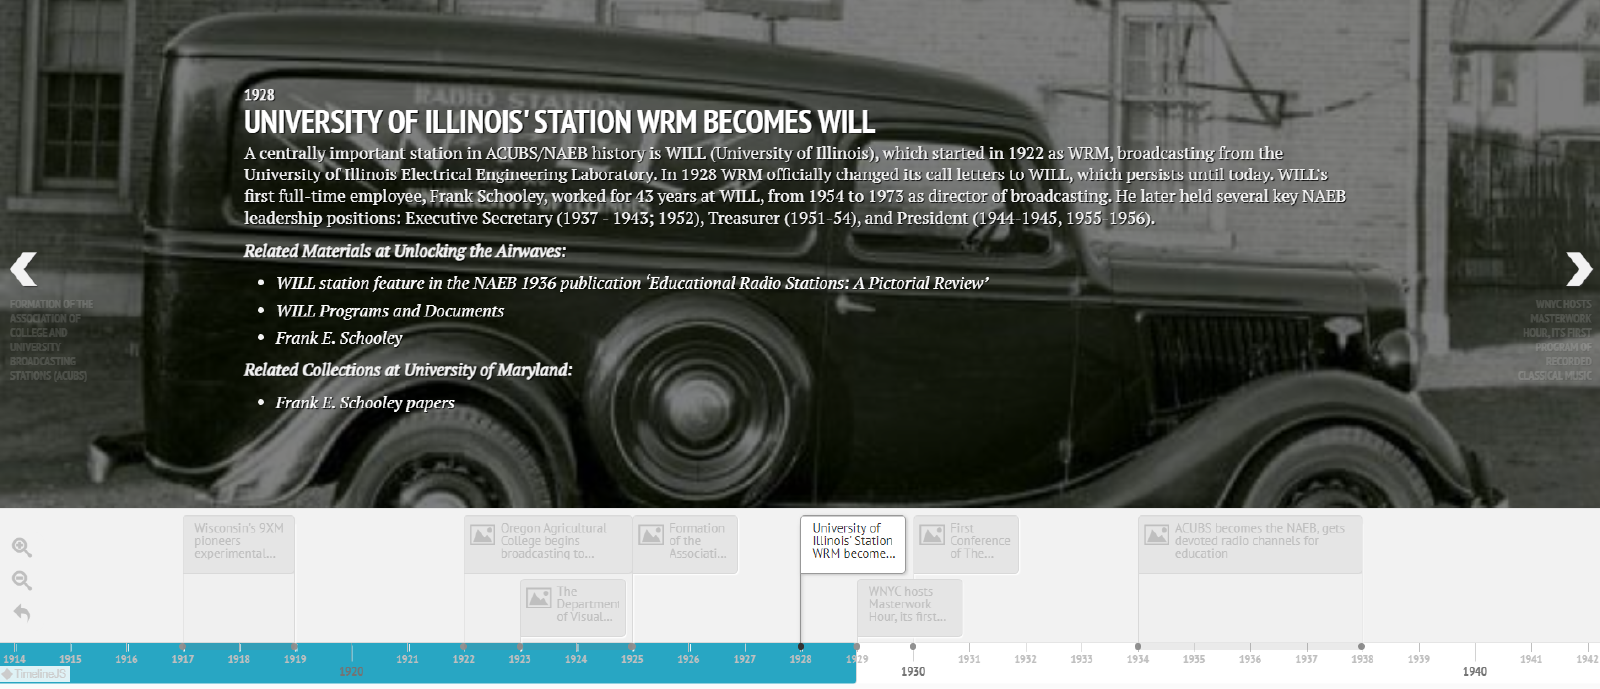 RADIO STATION
1928
UNIVERSITY OF ILLINOIS' STATION WRM BECOMES WILL
A centrally important station in ACUBS/NAEB history is WILL (University of Illinois), which started in 1922 as WRM, broadcasting from the
University of Illinois Electrical Engineering Laboratory. In 1928 WRM officially changed its call letters to WILL, which persists until today. WILL's
first full-time employee, Frank Schooley, worked for 43 years at WILL, from 1954 to 1973 as director of broadcasting. He later held several key NAEB
leadership positions: Executive Secretary (1937 - 1943; 1952), Treasurer (1951-54), and President (1944-1945, 1955-1956).
Related Materials at Unlocking the Airwaves:
• WILL station feature in the NAEB 1936 publication ‘Educational Radio Stations: A Pictorial Review’
• WILL Programs and Documents
• Frank E. Schooley
Related Collections at University of Maryland:
• Frank E. Schooley papers
FORMATION OF THE
ASSOCIATION OF
COLLEGE AND
UNIVERSITY
BROADCASTING
STATIONS (ACUBS)
WNYC HOSTS
MASTERWORK
HOUR, ITS FIRST
PROGRAM OF
RECORDED
CLASSICAL MUSIC
Wisconsin's 9XM
pioneers
experimental...
Oregon Agricultural
College begins
broadcasting to...
Formation
of the
Associati...
The
Department
of Visual...
University of
Illinois' Station
WRM become...
First
Conference
of The...
WNYC hosts
Masterwork
Hour, its first...
ACUBS becomes the NAEB, gets
devoted radio channels for
education
1914 1915 1916 1917 1918 1919 1921 1922 1923 1924 1925 1926 1927 1928 1929 1931 1932 1933 1934 1935 1936 1937 1938 1939 1941 1942
1920 1930 1940
TimelineJS